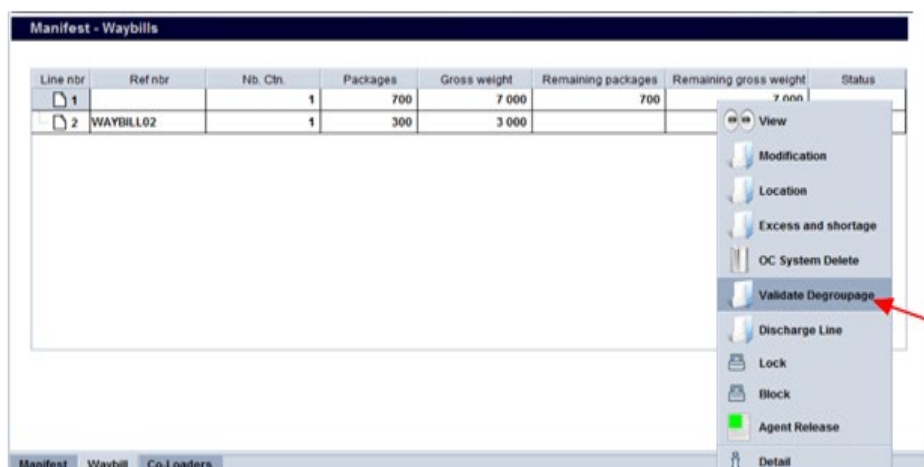 Manifest - Waybills
Line nbr Ref nbr Nb. Ctn. Packages Gross weight Remaining packages Remaining gross weight Status
1 1 700 7 000 700 7 000
2 WAYBILL02 1 300 3 000
View
Modification
Location
Excess and shortage
OC System Delete
Validate Degroupage
Discharge Line
Lock
Block
Agent Release
Detail
Manifest Waybill Co-Loaders